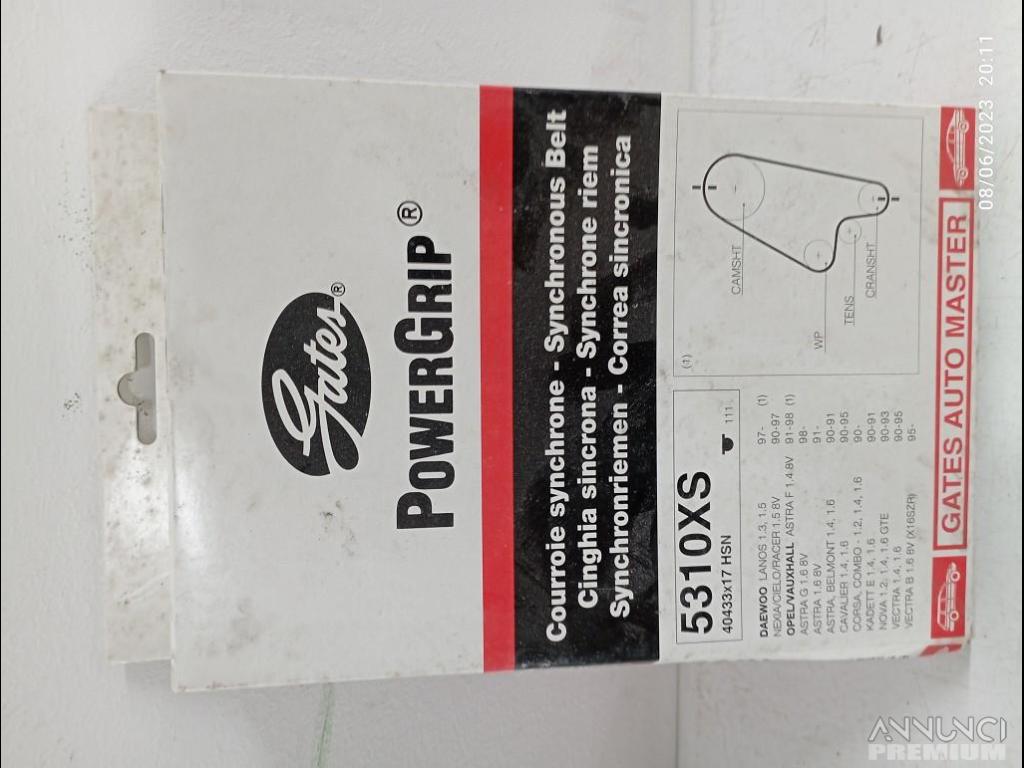 Gates®
POWERGRIP®
Courroie synchrone - Synchronous Belt
Cinghia sincrona - Synchrone riem
Synchronriemen - Correa sincronica
5310XS
40433x17 HSN 111
DAEWOO LANOS 1.3, 1.5 97- (1)
NEXIA/CIELO/RACER 1.5 8V 90-97
OPEL/VAUXHALL ASTRA F 1.4 8V 91-98 (1)
ASTRA G 1.6 8V 98-
ASTRA 1.6 8V 91-
ASTRA, BELMONT 1.4, 1.6 90-91
CAVALIER 1.4, 1.6 90-95
CORSA, COMBO - 1.2, 1.4, 1.6 90-
KADETT E 1.4, 1.6 90-91
NOVA 1.2, 1.4, 1.6 GTE 90-93
VECTRA 1.4, 1.6 90-95
VECTRA B 1.6 8V (X16SZR) 95-
(1)
CAMSHT
WP
TENS
CRANSHT
GATES AUTO MASTER
08/06/2023 20:11
ANNUNCI
PREMIUM